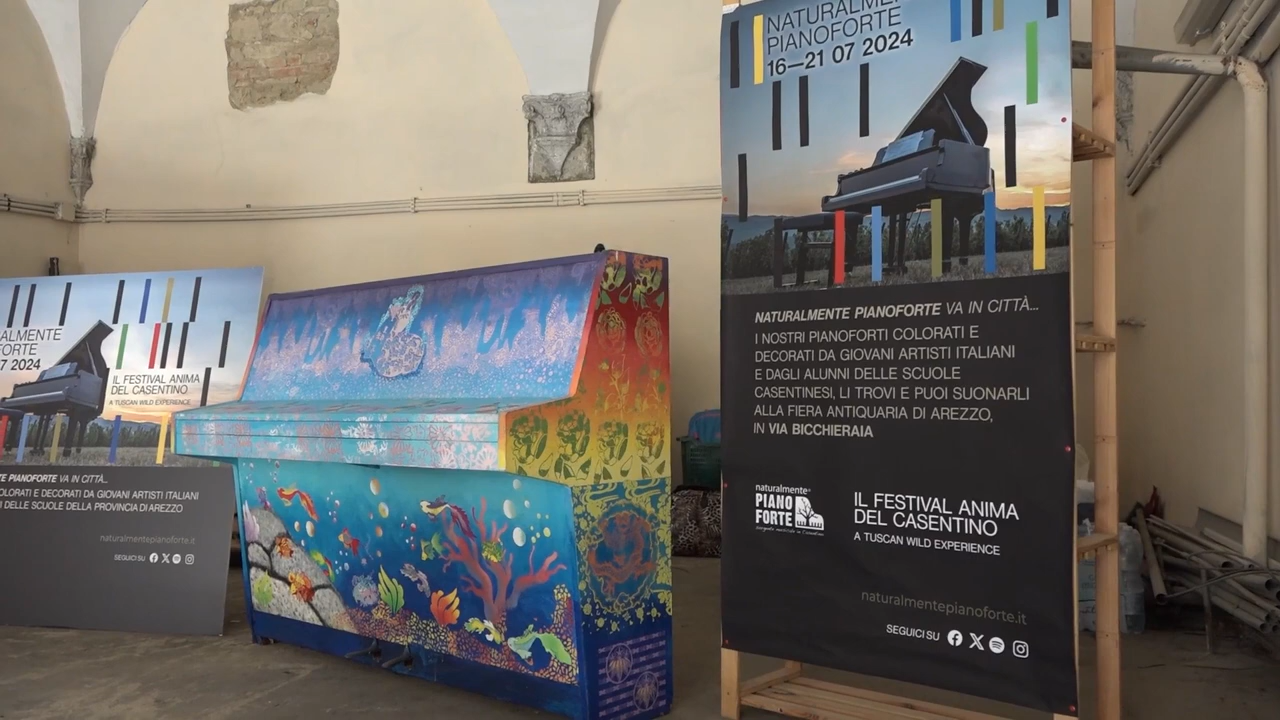 ALMENTE
FORTE
7 2024
IL FESTIVAL ANIMA
DEL CASENTINO
A TUSCAN WILD EXPERIENCE
TE PIANOFORTE VA IN CITTÀ...
COLORATI E DECORATI DA GIOVANI ARTISTI ITALIANI
I DELLE SCUOLE DELLA PROVINCIA DI AREZZO
naturalmentepianoforte.it
SEGUICI SU
NATURALME
PIANOFORTE
16—21 07 2024
NATURALMENTE PIANOFORTE VA IN CITTÀ...
I NOSTRI PIANOFORTI COLORATI E
DECORATI DA GIOVANI ARTISTI ITALIANI
E DAGLI ALUNNI DELLE SCUOLE
CASENTINESI, LI TROVI E PUOI SUONARLI
ALLA FIERA ANTIQUARIA DI AREZZO,
IN VIA BICCHIERAIA
naturalmente
PIANO
FORTE
IL FESTIVAL ANIMA
DEL CASENTINO
A TUSCAN WILD EXPERIENCE
naturalmentepianoforte.it
SEGUICI SU